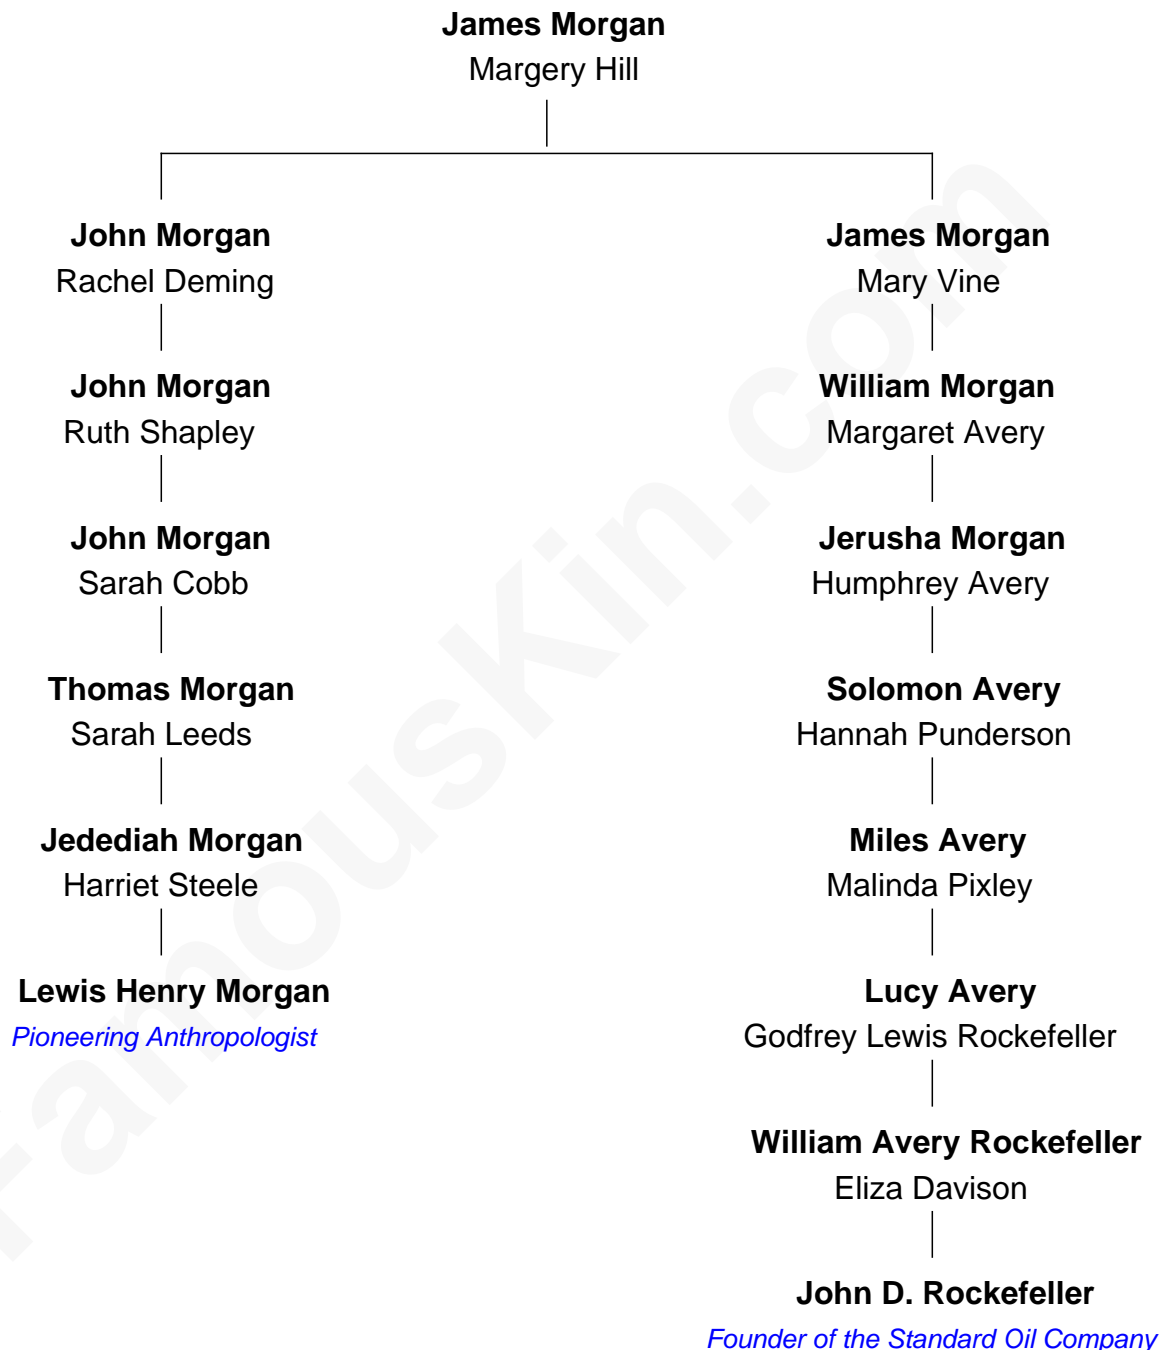 James Morgan
Margery Hill
John Morgan
Rachel Deming
James Morgan
Mary Vine
John Morgan
Ruth Shapley
William Morgan
Margaret Avery
John Morgan
Sarah Cobb
Jerusha Morgan
Humphrey Avery
Thomas Morgan
Sarah Leeds
Solomon Avery
Hannah Punderson
Jedediah Morgan
Harriet Steele
Miles Avery
Malinda Pixley
Lewis Henry Morgan
Pioneering Anthropologist
Lucy Avery
Godfrey Lewis Rockefeller
William Avery Rockefeller
Eliza Davison
John D. Rockefeller
Founder of the Standard Oil Company
FamousKin.com